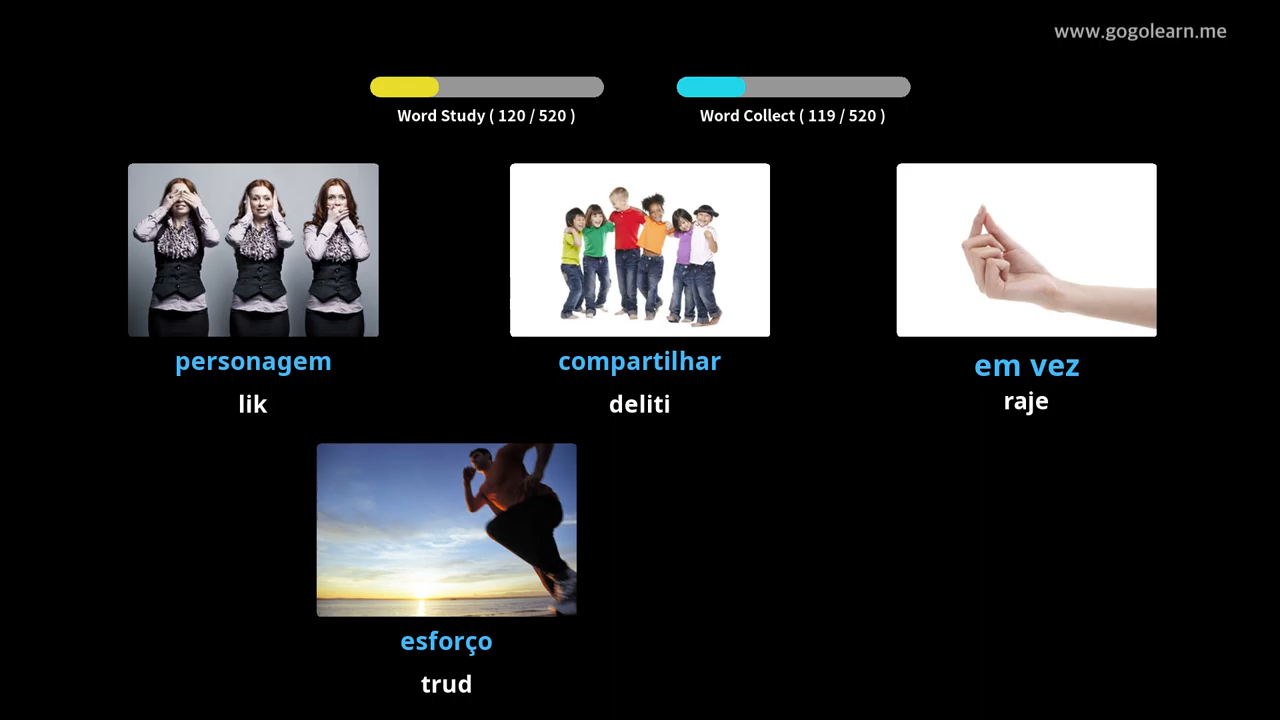 www.gogolearn.me
Word Study ( 120 / 520 )
Word Collect ( 119 / 520 )
personagem
lik
compartilhar
deliti
em vez
raje
esforço
trud